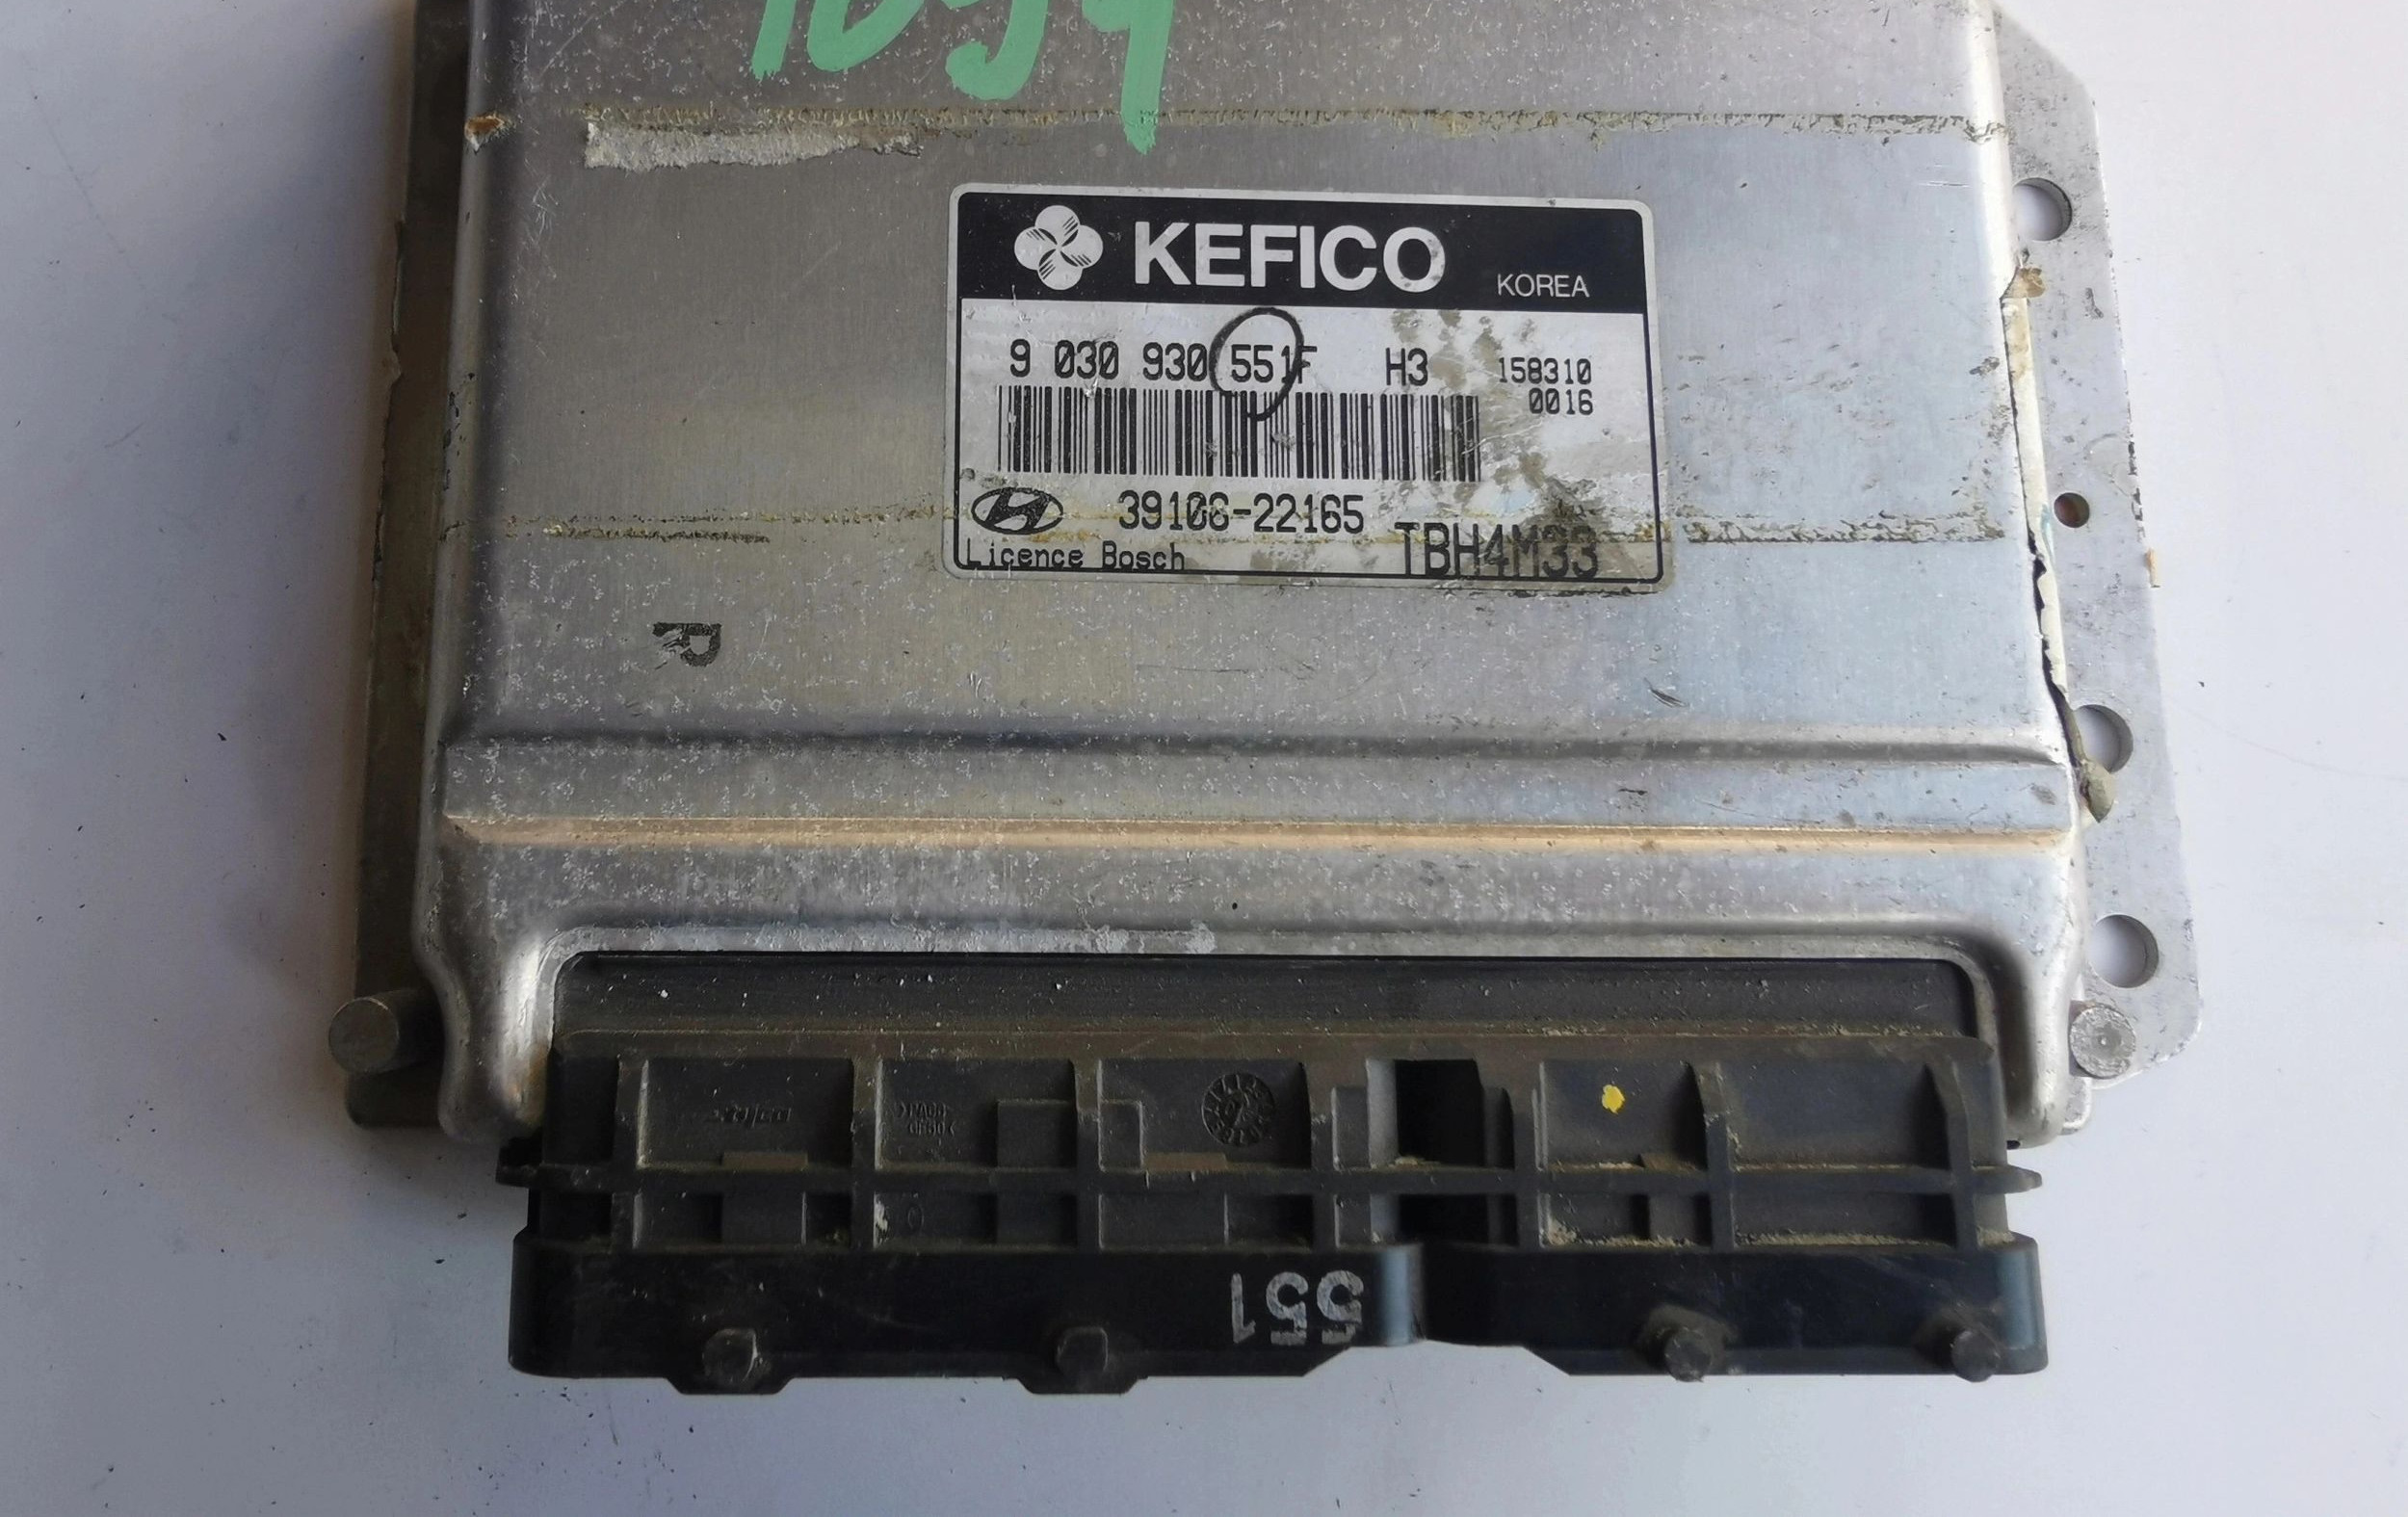 KEFICO KOREA
9 030 930 551F H3 158310
0016
39106-22165 TBH4M33
Licence Bosch
R
551